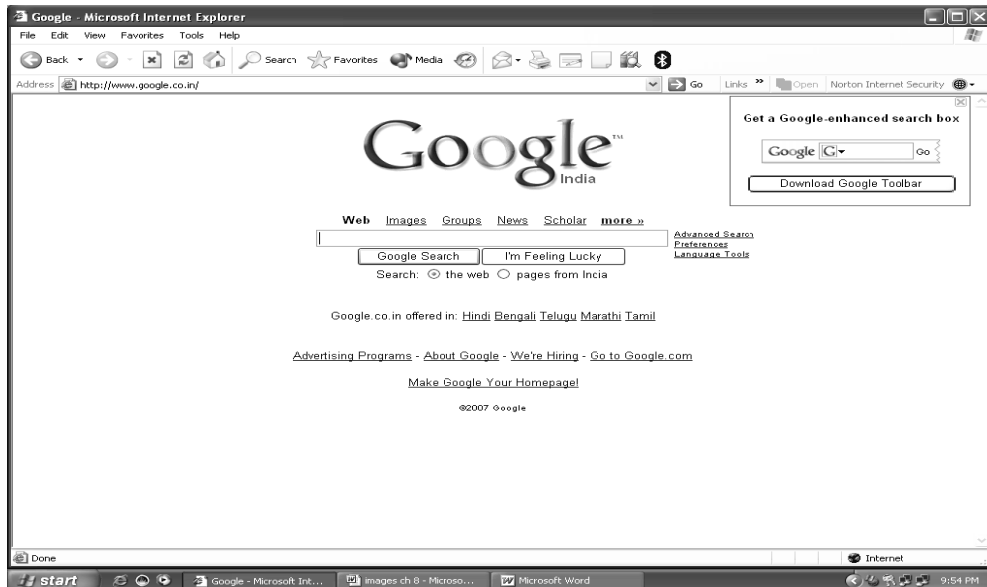 Google - Microsoft Internet Explorer
File Edit View Favorites Tools Help
Back Search Favorites Media
Address http://www.google.co.in/ Go Links » Open Norton Internet Security
Get a Google-enhanced search box
Google G Go
Download Google Toolbar
Google™
India
Web Images Groups News Scholar more »
Advanced Search
Preferences
Language Tools
Google Search I'm Feeling Lucky
Search: the web pages from India
Google.co.in offered in: Hindi Bengali Telugu Marathi Tamil
Advertising Programs - About Google - We're Hiring - Go to Google.com
Make Google Your Homepage!
©2007 Google
Done Internet
start Google - Microsoft Int... images ch 8 - Microso... Microsoft Word 9:54 PM